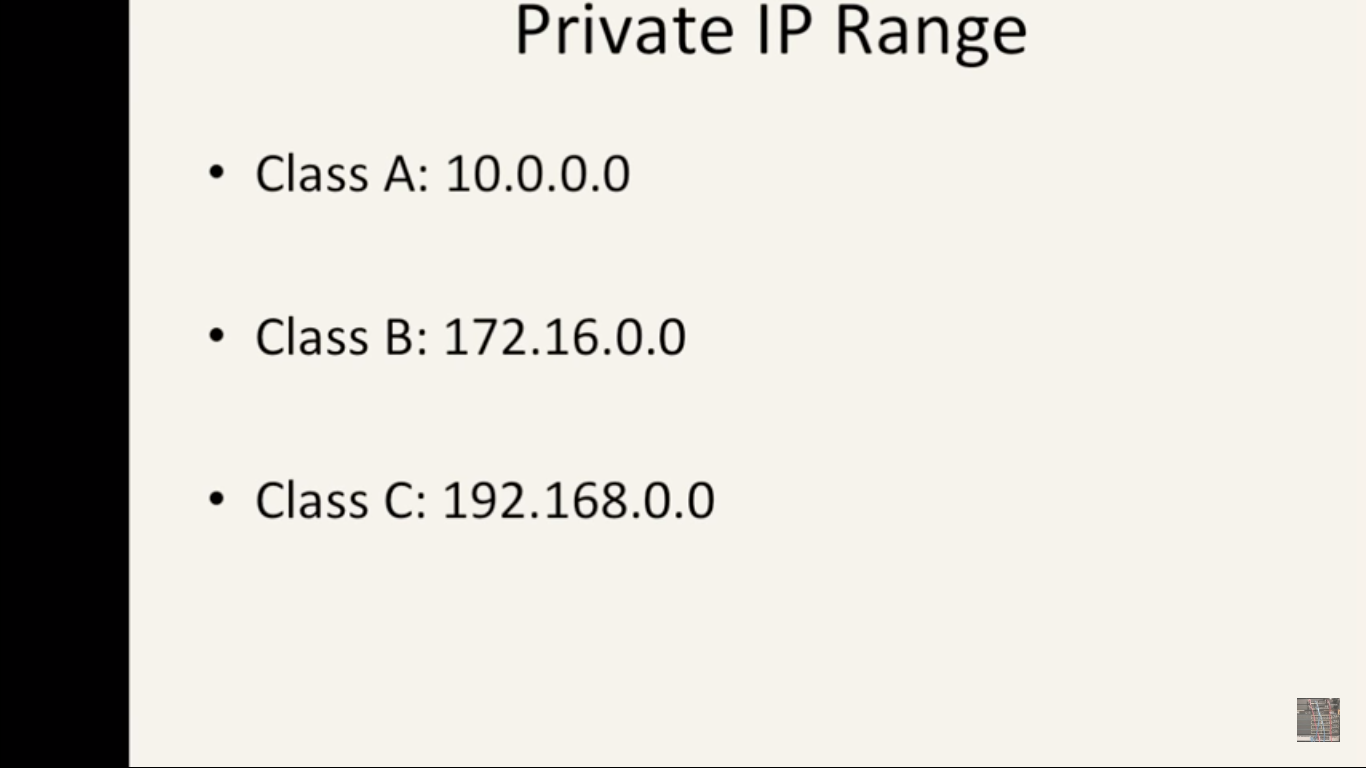 Private IP Range
• Class A: 10.0.0.0
• Class B: 172.16.0.0
• Class C: 192.168.0.0